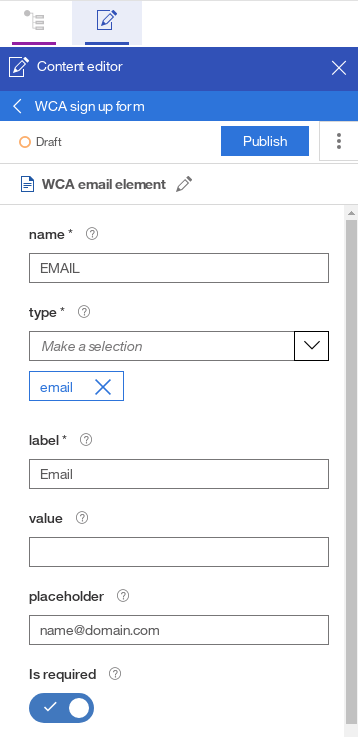 Content editor
WCA sign up form
Draft
Publish
WCA email element
name *
EMAIL
type *
Make a selection
email
label *
Email
value
placeholder
name@domain.com
Is required